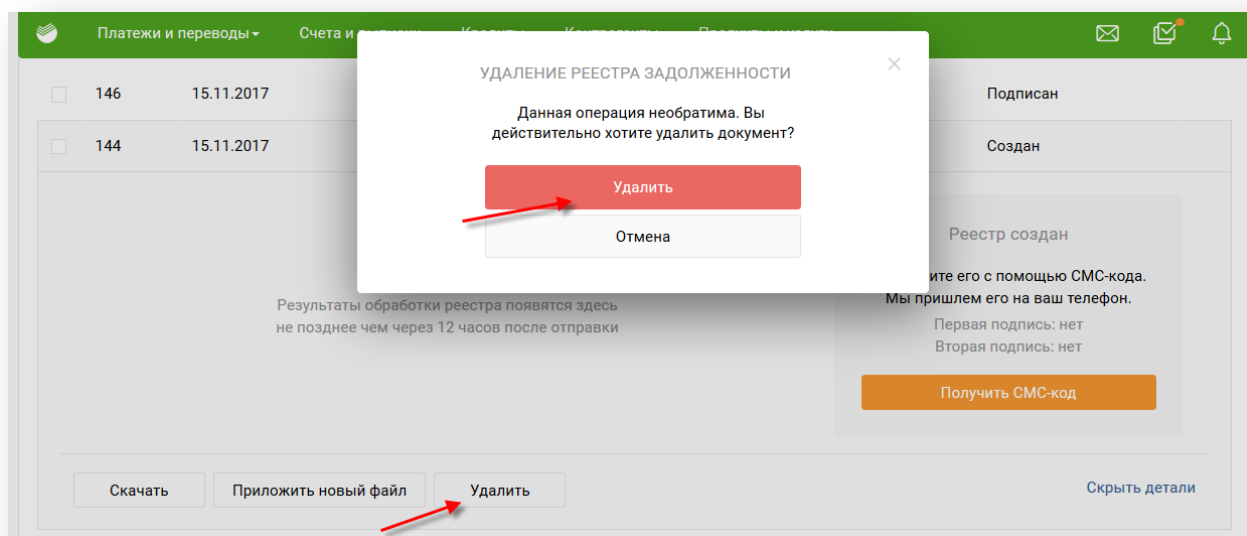 Платежи и переводы
Счета и
УДАЛЕНИЕ РЕЕСТРА ЗАДОЛЖЕННОСТИ
146 15.11.2017 Подписан
Данная операция необратима. Вы
действительно хотите удалить документ?
144 15.11.2017 Создан
Удалить
Отмена
Реестр создан
ите его с помощью СМС-кода.
Мы пришлем его на ваш телефон.
Результаты обработки реестра появятся здесь
не позднее чем через 12 часов после отправки
Первая подпись: нет
Вторая подпись: нет
Получить СМС-код
Скачать Приложить новый файл Удалить Скрыть детали